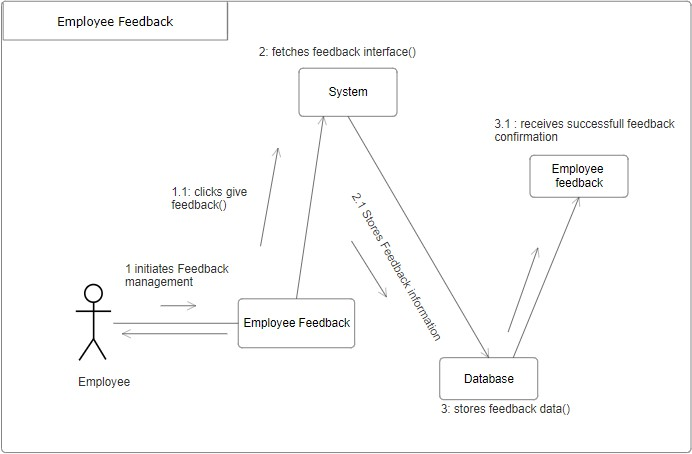 Employee Feedback
2: fetches feedback interface()
System
3.1 : receives successfull feedback
confirmation
Employee
feedback
1.1: clicks give
feedback()
2.1 Stores Feedback information
1 initiates Feedback
management
Employee Feedback
Employee
Database
3: stores feedback data()